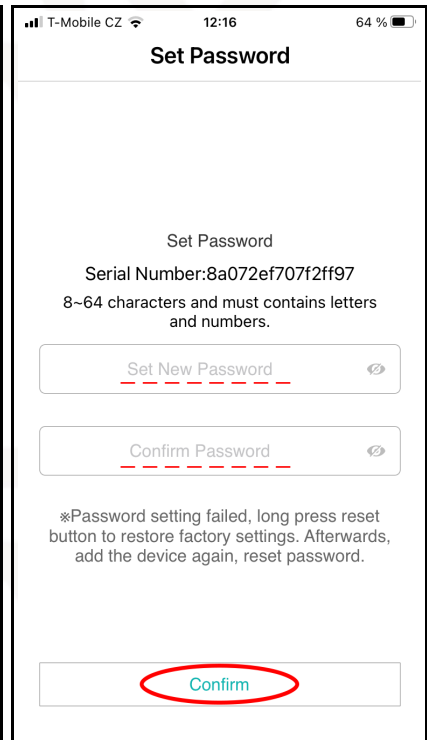 T-Mobile CZ 12:16 64 %
Set Password
Set Password
Serial Number:8a072ef707f2ff97
8~64 characters and must contains letters
and numbers.
Set New Password
Confirm Password
※Password setting failed, long press reset
button to restore factory settings. Afterwards,
add the device again, reset password.
Confirm